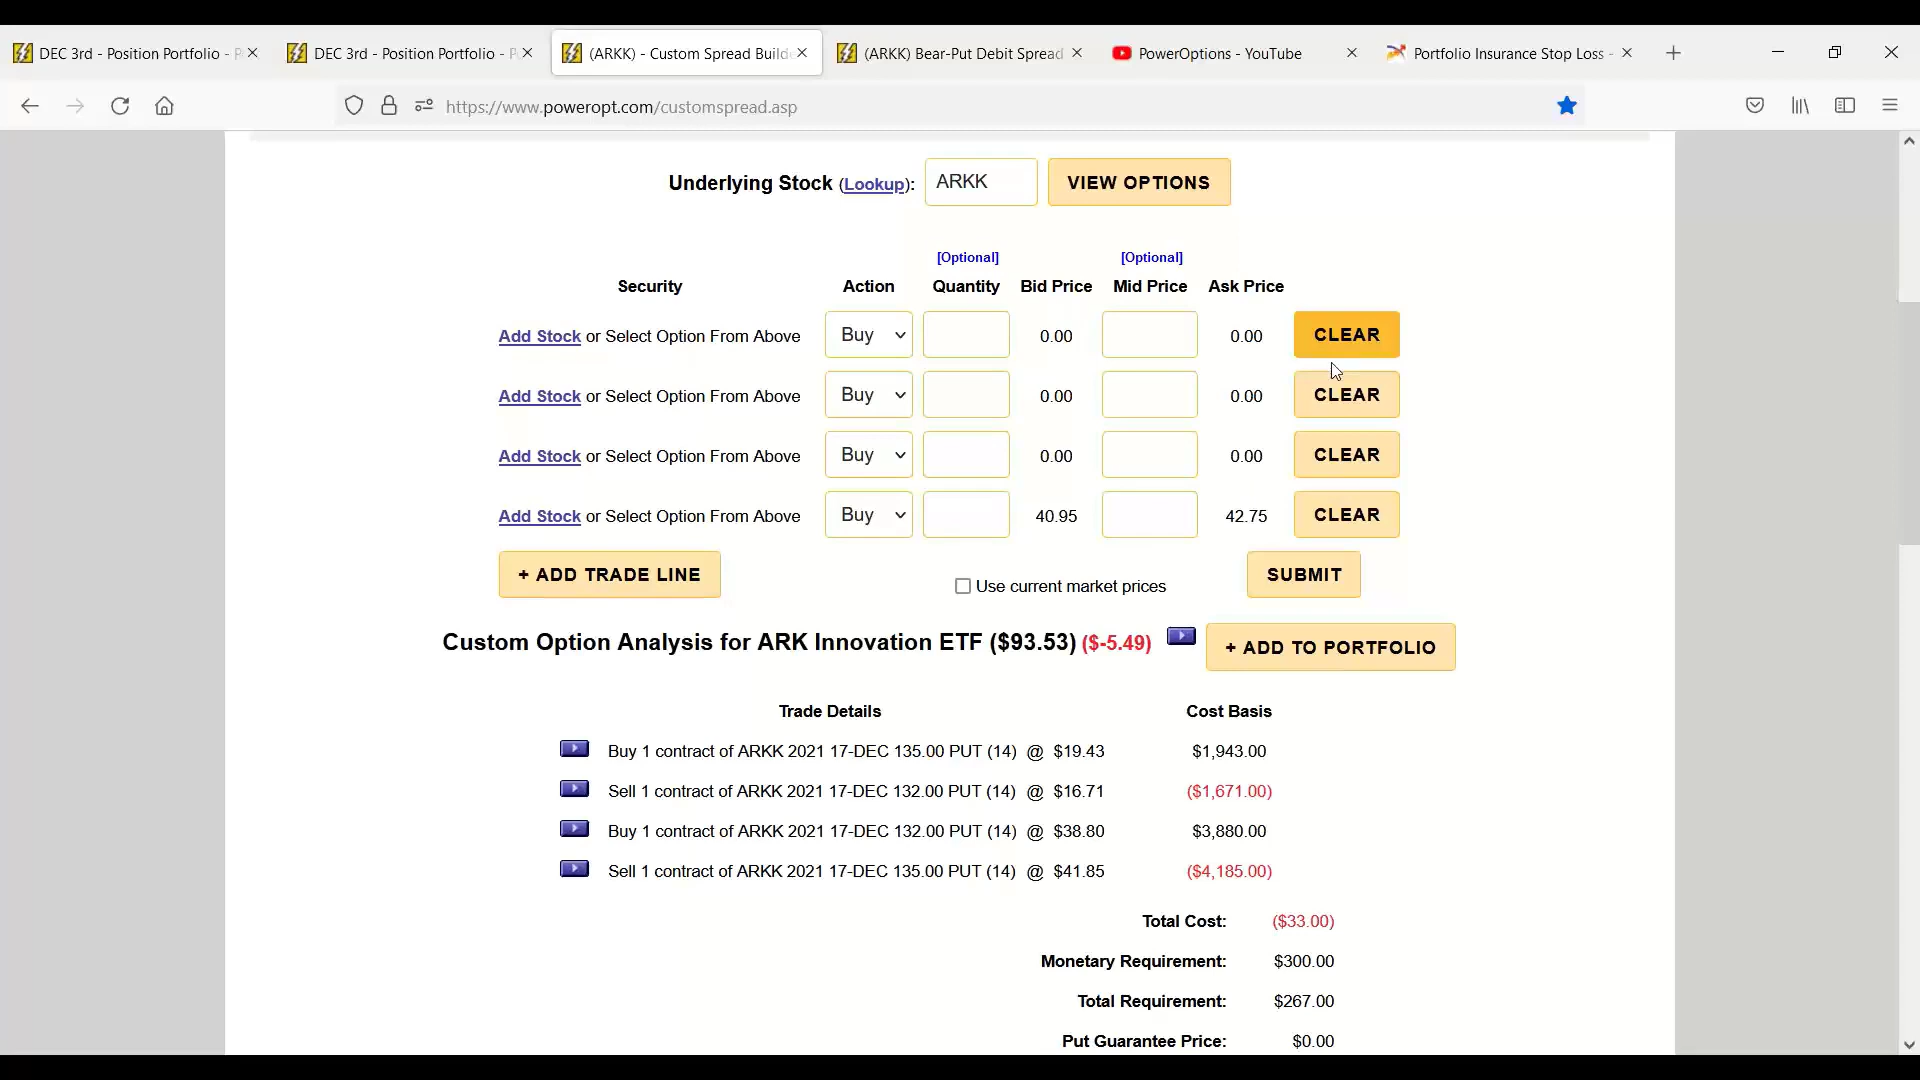 DEC 3rd - Position Portfolio - P
DEC 3rd - Position Portfolio - P
(ARKK) - Custom Spread Builde
(ARKK) Bear-Put Debit Spread
PowerOptions - YouTube
Portfolio Insurance Stop Loss -
https://www.poweropt.com/customspread.asp
Underlying Stock (Lookup): ARKK VIEW OPTIONS
[Optional] [Optional]
Security Action Quantity Bid Price Mid Price Ask Price
Add Stock or Select Option From Above Buy 0.00 0.00 CLEAR
Add Stock or Select Option From Above Buy 0.00 0.00 CLEAR
Add Stock or Select Option From Above Buy 0.00 0.00 CLEAR
Add Stock or Select Option From Above Buy 40.95 42.75 CLEAR
+ ADD TRADE LINE Use current market prices SUBMIT
Custom Option Analysis for ARK Innovation ETF ($93.53) ($-5.49) + ADD TO PORTFOLIO
Trade Details Cost Basis
Buy 1 contract of ARKK 2021 17-DEC 135.00 PUT (14) @ $19.43 $1,943.00
Sell 1 contract of ARKK 2021 17-DEC 132.00 PUT (14) @ $16.71 ($1,671.00)
Buy 1 contract of ARKK 2021 17-DEC 132.00 PUT (14) @ $38.80 $3,880.00
Sell 1 contract of ARKK 2021 17-DEC 135.00 PUT (14) @ $41.85 ($4,185.00)
Total Cost: ($33.00)
Monetary Requirement: $300.00
Total Requirement: $267.00
Put Guarantee Price: $0.00